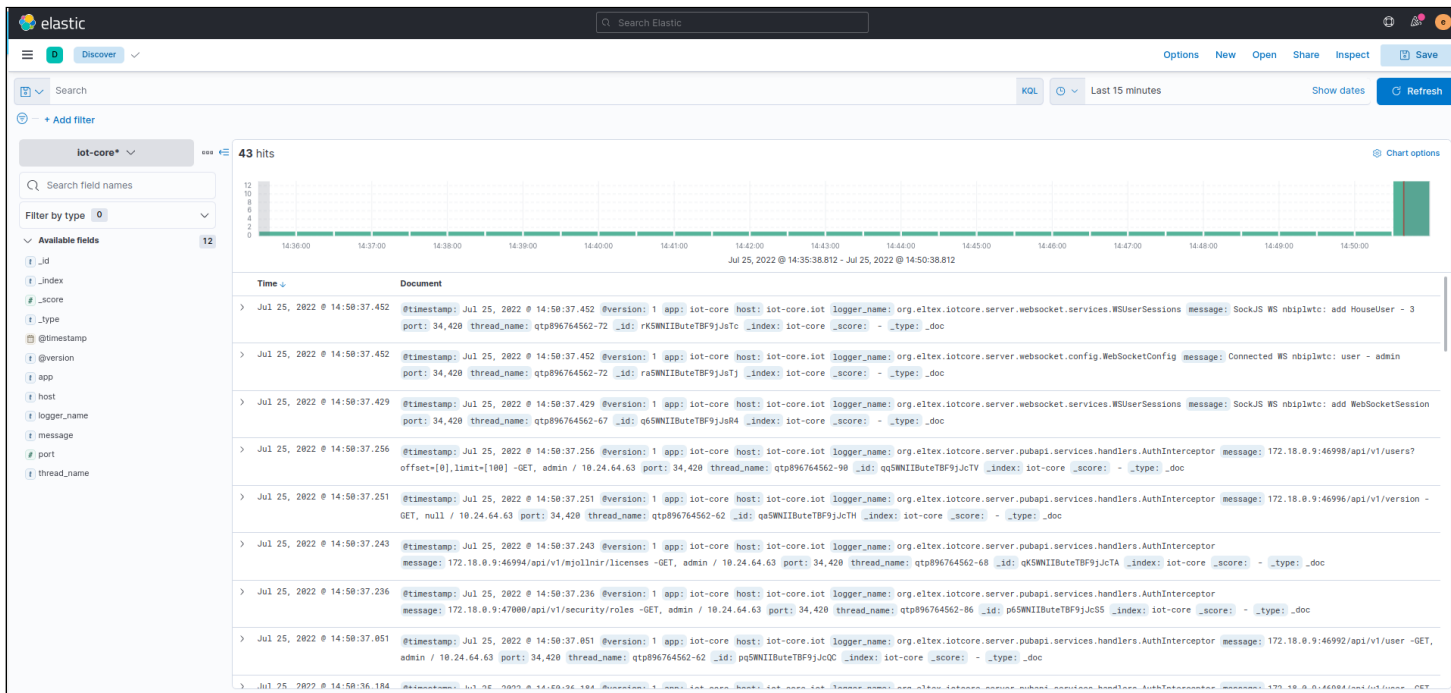 elastic
Search Elastic
e
D Discover
Options New Open Share Inspect Save
Search KQL Last 15 minutes Show dates Refresh
+ Add filter
iot-core*
43 hits
Chart options
Search field names
Filter by type 0
Available fields 12
t _id
t _index
# _score
t _type
@timestamp
t @version
t app
t host
t logger_name
t message
# port
t thread_name
12
10
8
6
4
2
0
14:36:00 14:37:00 14:38:00 14:39:00 14:40:00 14:41:00 14:42:00 14:43:00 14:44:00 14:45:00 14:46:00 14:47:00 14:48:00 14:49:00 14:50:00
Jul 25, 2022 @ 14:35:38.812 - Jul 25, 2022 @ 14:50:38.812
Time Document
Jul 25, 2022 @ 14:50:37.452 @timestamp: Jul 25, 2022 @ 14:50:37.452 @version: 1 app: iot-core host: iot-core.iot logger_name: org.eltex.iotcore.server.websocket.services.WSUserSessions message: SockJS WS nbiplwtc: add HouseUser - 3
port: 34,420 thread_name: qtp896764562-72 _id: rK5WNIIButeTBF9jJsTc _index: iot-core _score: - _type: _doc
Jul 25, 2022 @ 14:50:37.452 @timestamp: Jul 25, 2022 @ 14:50:37.452 @version: 1 app: iot-core host: iot-core.iot logger_name: org.eltex.iotcore.server.websocket.config.WebSocketConfig message: Connected WS nbiplwtc: user - admin
port: 34,420 thread_name: qtp896764562-72 _id: ra5WNIIButeTBF9jJsTj _index: iot-core _score: - _type: _doc
Jul 25, 2022 @ 14:50:37.429 @timestamp: Jul 25, 2022 @ 14:50:37.429 @version: 1 app: iot-core host: iot-core.iot logger_name: org.eltex.iotcore.server.websocket.services.WSUserSessions message: SockJS WS nbiplwtc: add WebSocketSession
port: 34,420 thread_name: qtp896764562-67 _id: q65WNIIButeTBF9jJsR4 _index: iot-core _score: - _type: _doc
Jul 25, 2022 @ 14:50:37.256 @timestamp: Jul 25, 2022 @ 14:50:37.256 @version: 1 app: iot-core host: iot-core.iot logger_name: org.eltex.iotcore.server.pubapi.services.handlers.AuthInterceptor message: 172.18.0.9:46998/api/v1/users?
offset=[0],limit=[100] -GET, admin / 10.24.64.63 port: 34,420 thread_name: qtp896764562-90 _id: qq5WNIIButeTBF9jJcTV _index: iot-core _score: - _type: _doc
Jul 25, 2022 @ 14:50:37.251 @timestamp: Jul 25, 2022 @ 14:50:37.251 @version: 1 app: iot-core host: iot-core.iot logger_name: org.eltex.iotcore.server.pubapi.services.handlers.AuthInterceptor message: 172.18.0.9:46996/api/v1/version -
GET, null / 10.24.64.63 port: 34,420 thread_name: qtp896764562-62 _id: qa5WNIIButeTBF9jJcTH _index: iot-core _score: - _type: _doc
Jul 25, 2022 @ 14:50:37.243 @timestamp: Jul 25, 2022 @ 14:50:37.243 @version: 1 app: iot-core host: iot-core.iot logger_name: org.eltex.iotcore.server.pubapi.services.handlers.AuthInterceptor
message: 172.18.0.9:46994/api/v1/mjollnir/licenses -GET, admin / 10.24.64.63 port: 34,420 thread_name: qtp896764562-68 _id: qK5WNIIButeTBF9jJcTA _index: iot-core _score: - _type: _doc
Jul 25, 2022 @ 14:50:37.236 @timestamp: Jul 25, 2022 @ 14:50:37.236 @version: 1 app: iot-core host: iot-core.iot logger_name: org.eltex.iotcore.server.pubapi.services.handlers.AuthInterceptor
message: 172.18.0.9:47000/api/v1/security/roles -GET, admin / 10.24.64.63 port: 34,420 thread_name: qtp896764562-86 _id: p65WNIIButeTBF9jJcS5 _index: iot-core _score: - _type: _doc
Jul 25, 2022 @ 14:50:37.051 @timestamp: Jul 25, 2022 @ 14:50:37.051 @version: 1 app: iot-core host: iot-core.iot logger_name: org.eltex.iotcore.server.pubapi.services.handlers.AuthInterceptor message: 172.18.0.9:46992/api/v1/user -GET,
admin / 10.24.64.63 port: 34,420 thread_name: qtp896764562-62 _id: pq5WNIIButeTBF9jJcQC _index: iot-core _score: - _type: _doc
Jul 25, 2022 @ 14:50:36.184